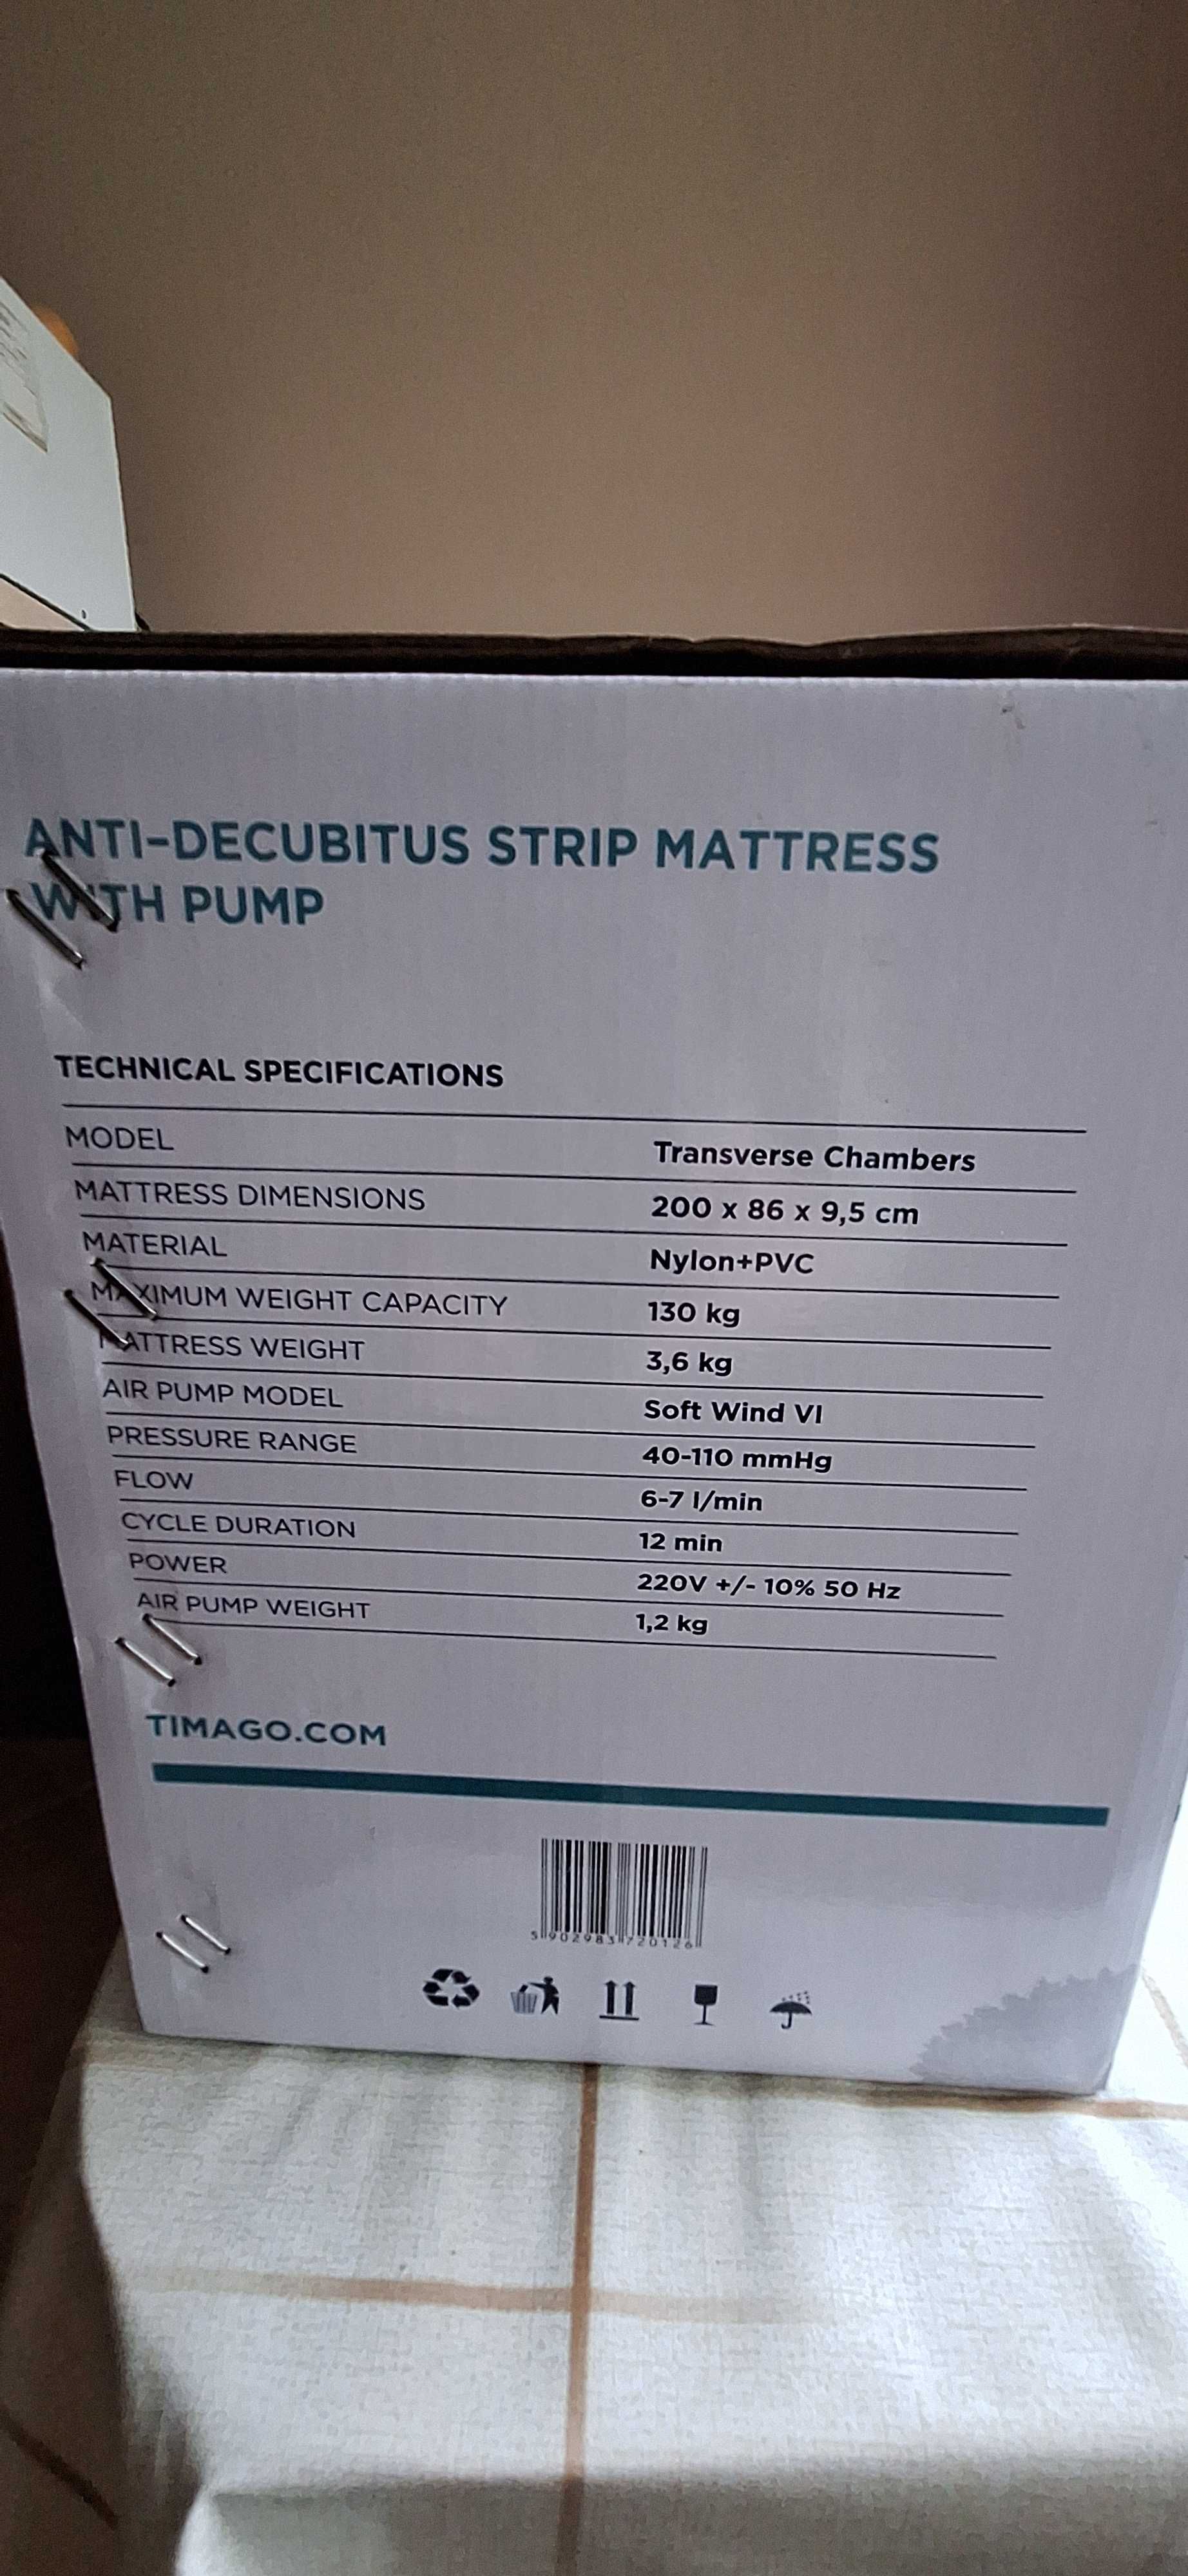 ANTI-DECUBITUS STRIP MATTRESS
WITH PUMP
TECHNICAL SPECIFICATIONS
MODEL Transverse Chambers
MATTRESS DIMENSIONS 200 x 86 x 9,5 cm
MATERIAL Nylon+PVC
MAXIMUM WEIGHT CAPACITY 130 kg
MATTRESS WEIGHT 3,6 kg
AIR PUMP MODEL Soft Wind VI
PRESSURE RANGE 40-110 mmHg
FLOW 6-7 l/min
CYCLE DURATION 12 min
POWER 220V +/- 10% 50 Hz
AIR PUMP WEIGHT 1,2 kg
TIMAGO.COM
5 902983 720126